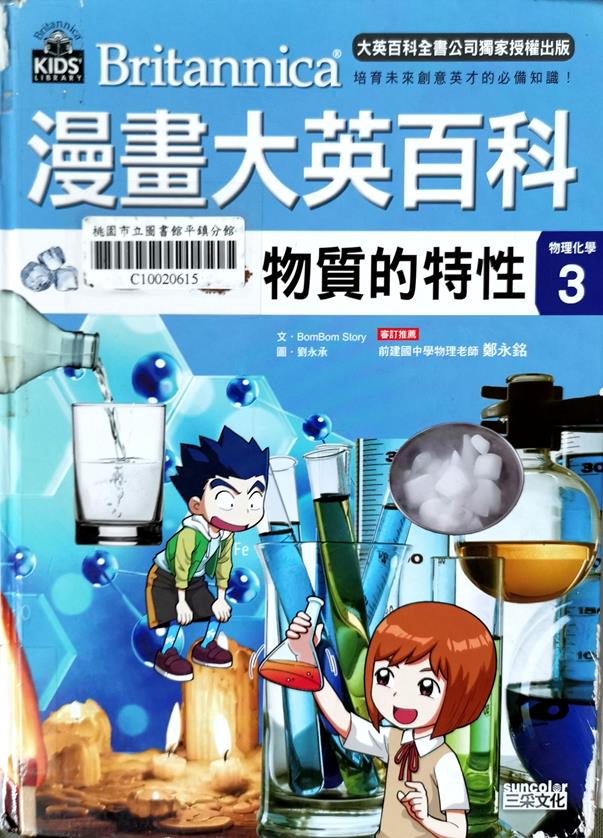 Britannica
KIDS'
LIBRARY
Britannica®
大英百科全書公司獨家授權出版
培育未來創意英才的必備知識！
漫畫大英百科
桃園市立圖書館平鎮分館
C10020615
物質的特性
物理化學
3
文・BomBom Story
圖・劉永承
審訂推薦
前建國中學物理老師 鄭永銘
Fe
suncolor
三采文化